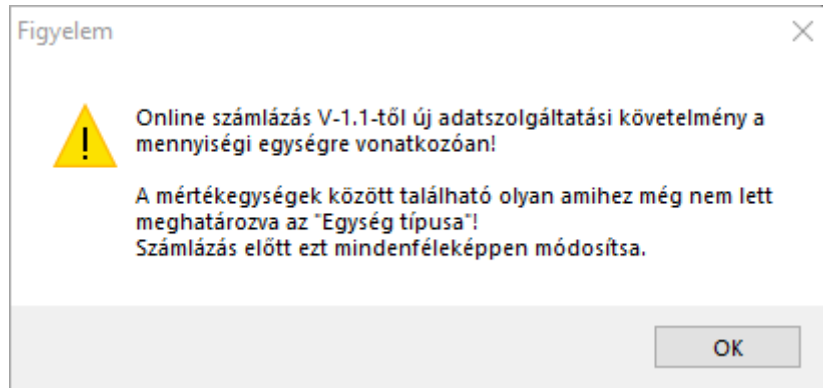 Figyelem
Online számlázás V-1.1-től új adatszolgáltatási követelmény a
mennyiségi egységre vonatkozóan!
A mértékegységek között található olyan amihez még nem lett
meghatározva az "Egység típusa"!
Számlázás előtt ezt mindenféleképpen módosítsa.
OK